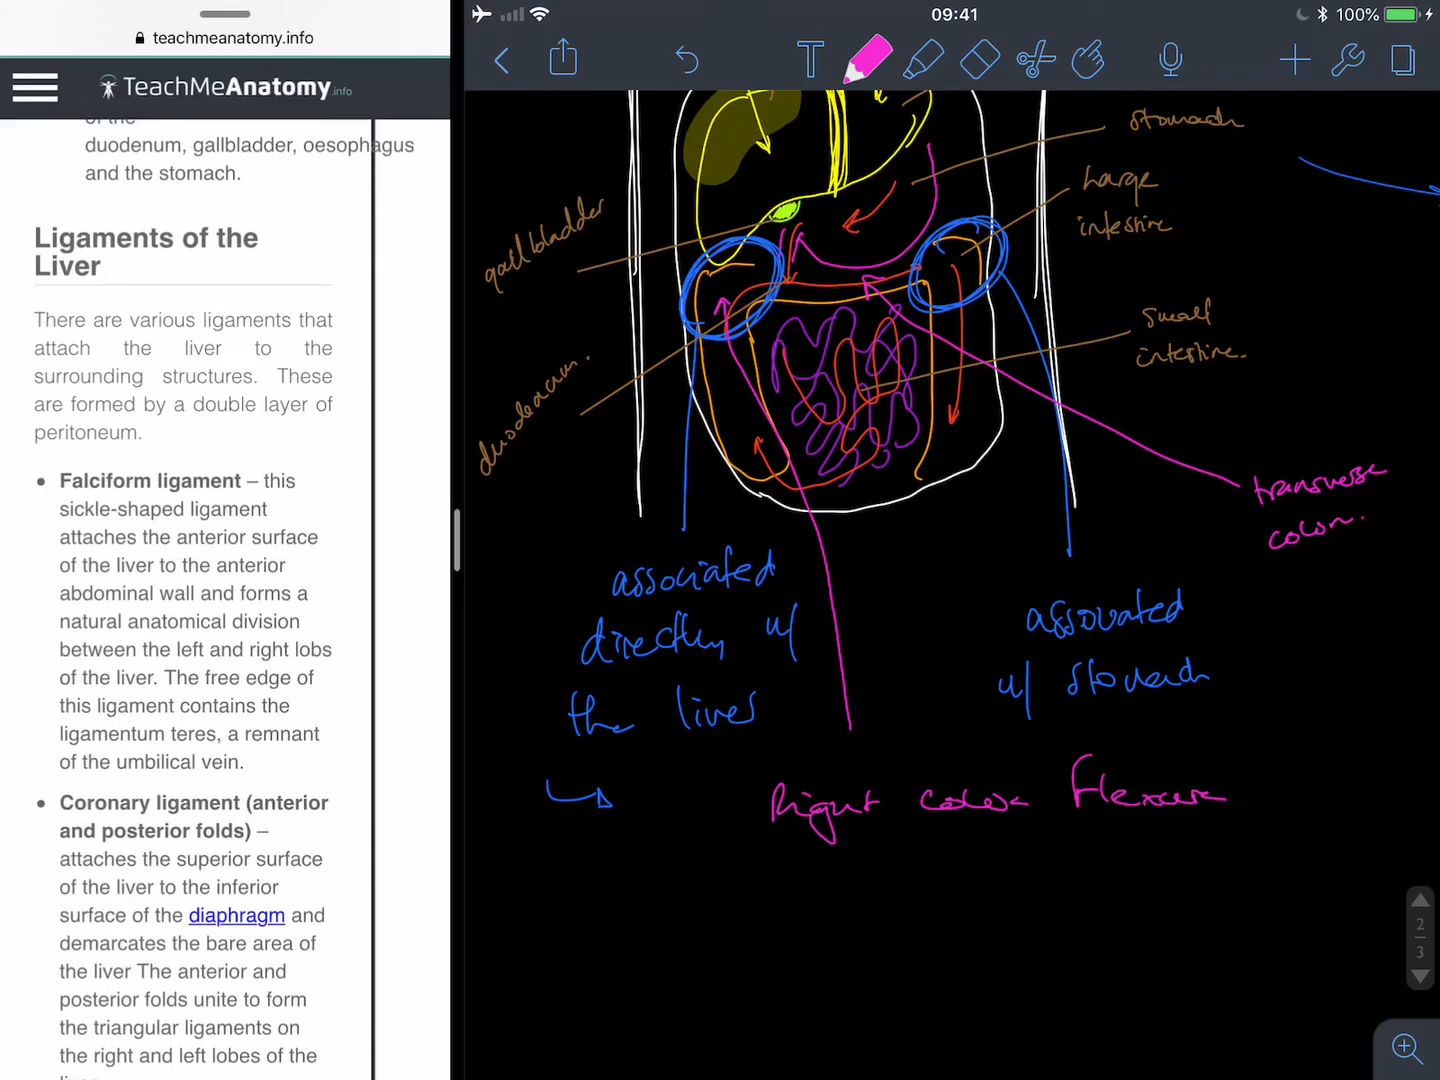 teachmeanatomy.info
TeachMeAnatomy.info
of the
duodenum, gallbladder, oesophagus
and the stomach.
Ligaments of the
Liver
There are various ligaments that
attach the liver to the
surrounding structures. These
are formed by a double layer of
peritoneum.
• Falciform ligament – this
sickle-shaped ligament
attaches the anterior surface
of the liver to the anterior
abdominal wall and forms a
natural anatomical division
between the left and right lobs
of the liver. The free edge of
this ligament contains the
ligamentum teres, a remnant
of the umbilical vein.
• Coronary ligament (anterior
and posterior folds) –
attaches the superior surface
of the liver to the inferior
surface of the diaphragm and
demarcates the bare area of
the liver The anterior and
posterior folds unite to form
the triangular ligaments on
the right and left lobes of the
09:41
100%
T
stomach
Large
intestine
gallbladder
small
intestine.
duodenum.
transverse
colon.
associated
directly w/
the liver
associated
w/ stomach
Right colic Flexure
2
3